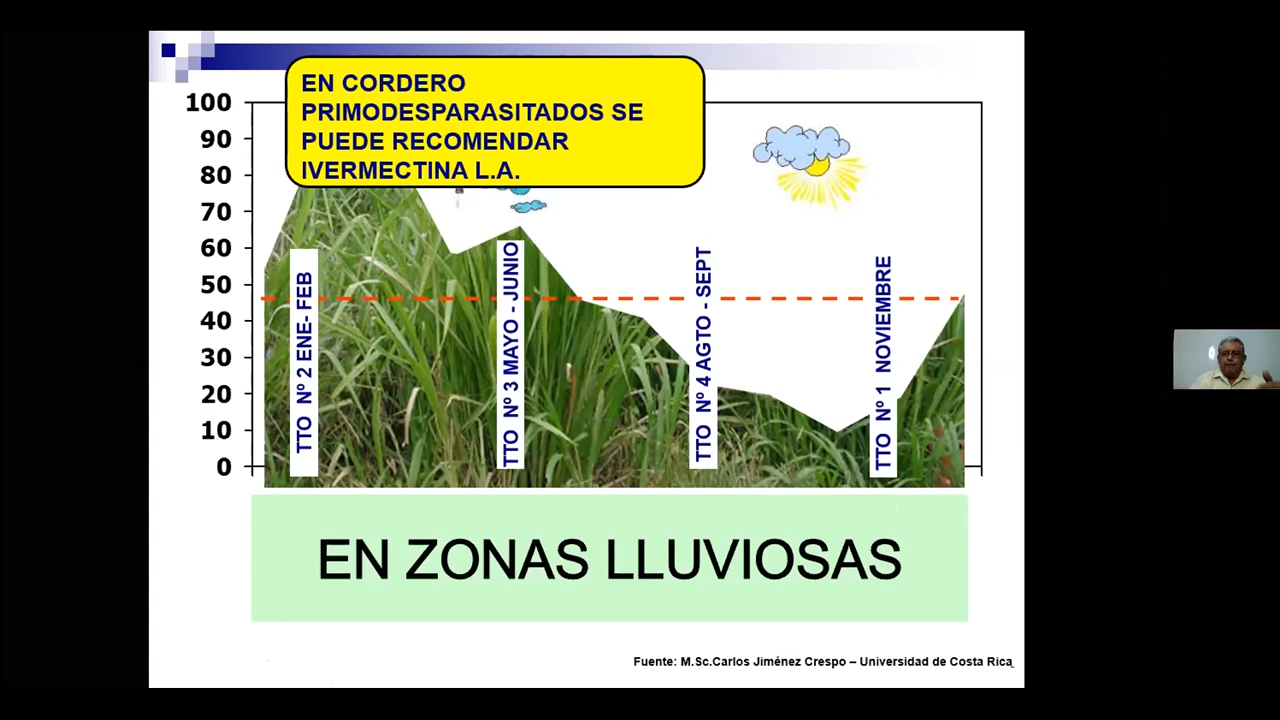 EN CORDERO
PRIMODESPARASITADOS SE
PUEDE RECOMENDAR
IVERMECTINA L.A.
100
90
80
70
60
50
40
30
20
10
0
TTO Nº 2 ENE- FEB
TTO Nº 3 MAYO - JUNIO
TTO Nº 4 AGTO - SEPT
TTO Nº 1 NOVIEMBRE
EN ZONAS LLUVIOSAS
Fuente: M.Sc.Carlos Jiménez Crespo – Universidad de Costa Rica